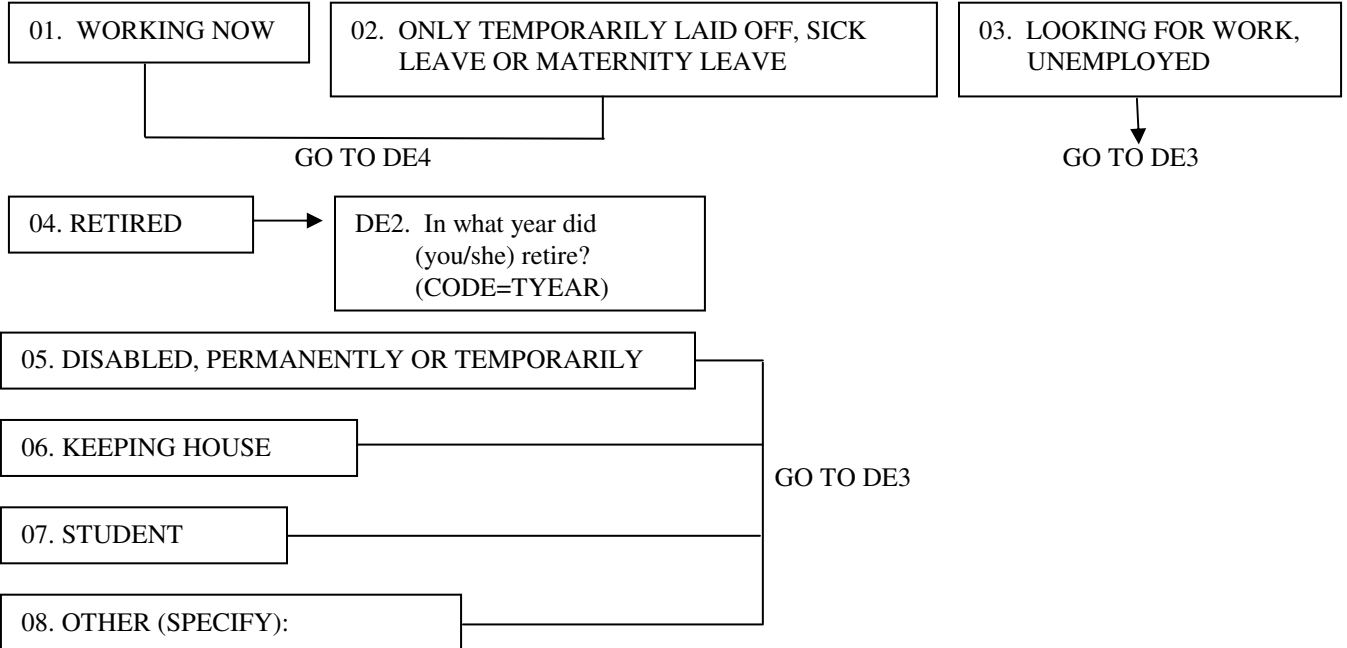 01. WORKING NOW
02. ONLY TEMPORARILY LAID OFF, SICK
LEAVE OR MATERNITY LEAVE
03. LOOKING FOR WORK,
UNEMPLOYED
GO TO DE4
GO TO DE3
04. RETIRED
DE2. In what year did
(you/she) retire?
(CODE=TYEAR)
05. DISABLED, PERMANENTLY OR TEMPORARILY
06. KEEPING HOUSE
GO TO DE3
07. STUDENT
08. OTHER (SPECIFY):